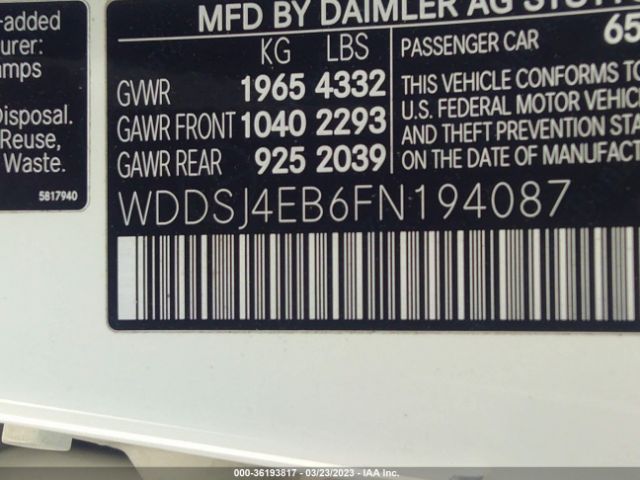 -added
urer:
amps
Disposal.
Reuse,
Waste.
5817940
MFD BY DAIMLER AG
KG LBS
GVWR 1965 4332
GAWR FRONT 1040 2293
GAWR REAR 925 2039
PASSENGER CAR 65
THIS VEHICLE CONFORMS TO
U.S. FEDERAL MOTOR VEHIC
AND THEFT PREVENTION STA
ON THE DATE OF MANUFACT
WDDSJ4EB6FN194087
000-36193817 - 03/23/2023 - IAA Inc.